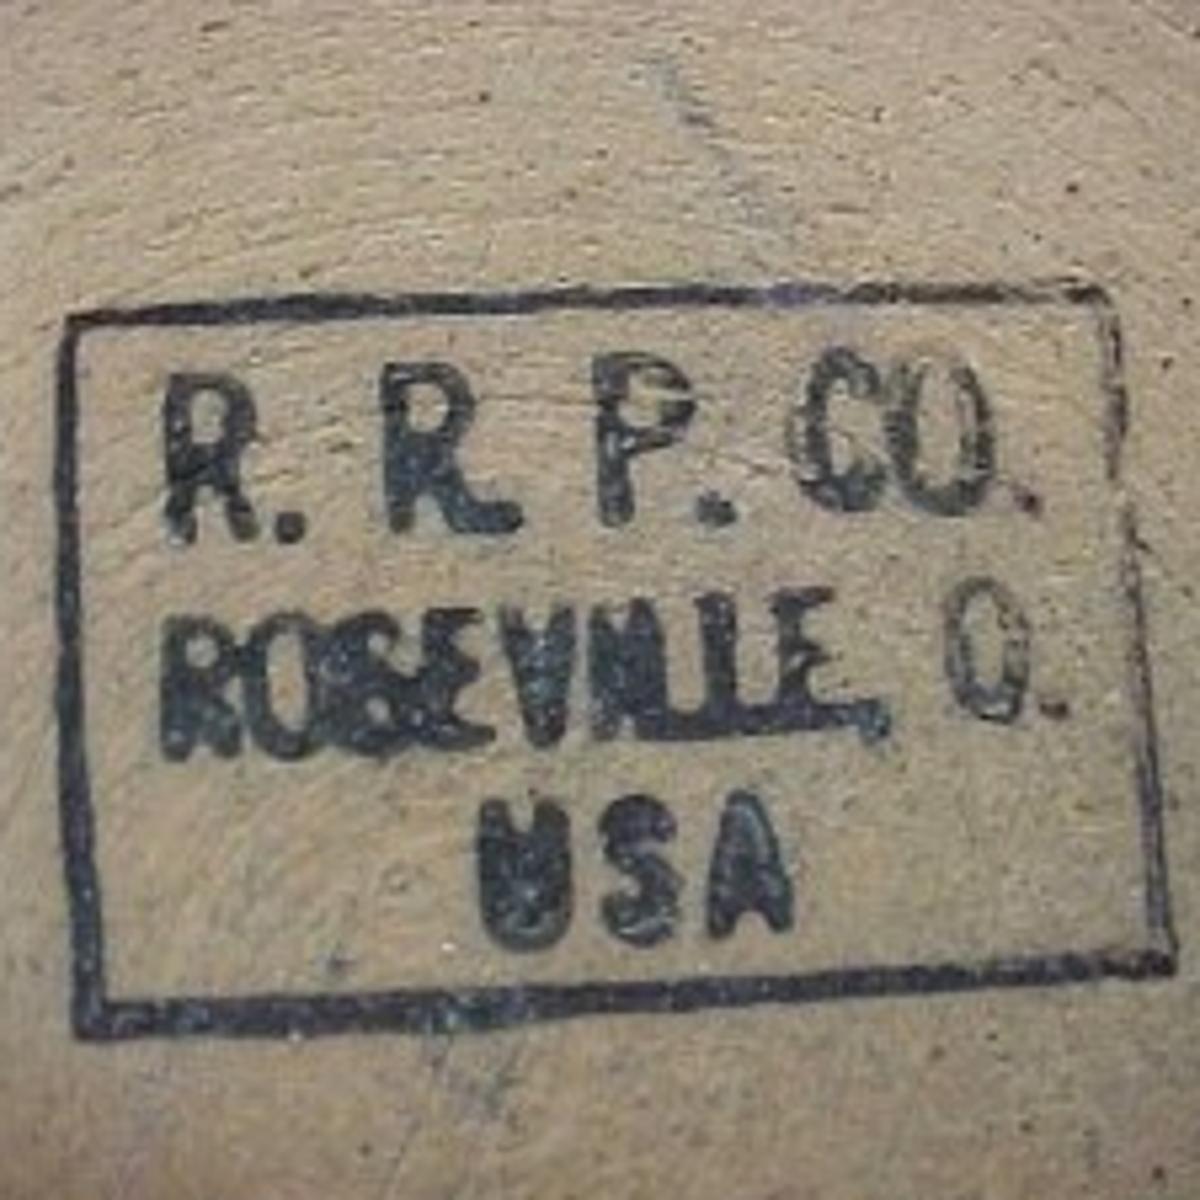 R. R P. CO.
ROSEVILLE, O.
USA